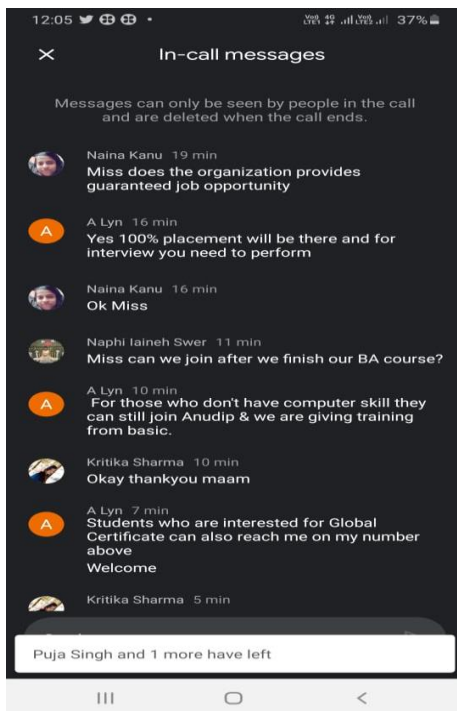 12:05
Vo)) 4G LTE1 Vo)) LTE2 37%
In-call messages
Messages can only be seen by people in the call
and are deleted when the call ends.
Naina Kanu 19 min
Miss does the organization provides
guaranteed job opportunity
A
A Lyn 16 min
Yes 100% placement will be there and for
interview you need to perform
Naina Kanu 16 min
Ok Miss
Naphi Iaineh Swer 11 min
Miss can we join after we finish our BA course?
A
A Lyn 10 min
For those who don't have computer skill they
can still join Anudip & we are giving training
from basic.
Kritika Sharma 10 min
Okay thankyou maam
A
A Lyn 7 min
Students who are interested for Global
Certificate can also reach me on my number
above
Welcome
Kritika Sharma 5 min
Puja Singh and 1 more have left